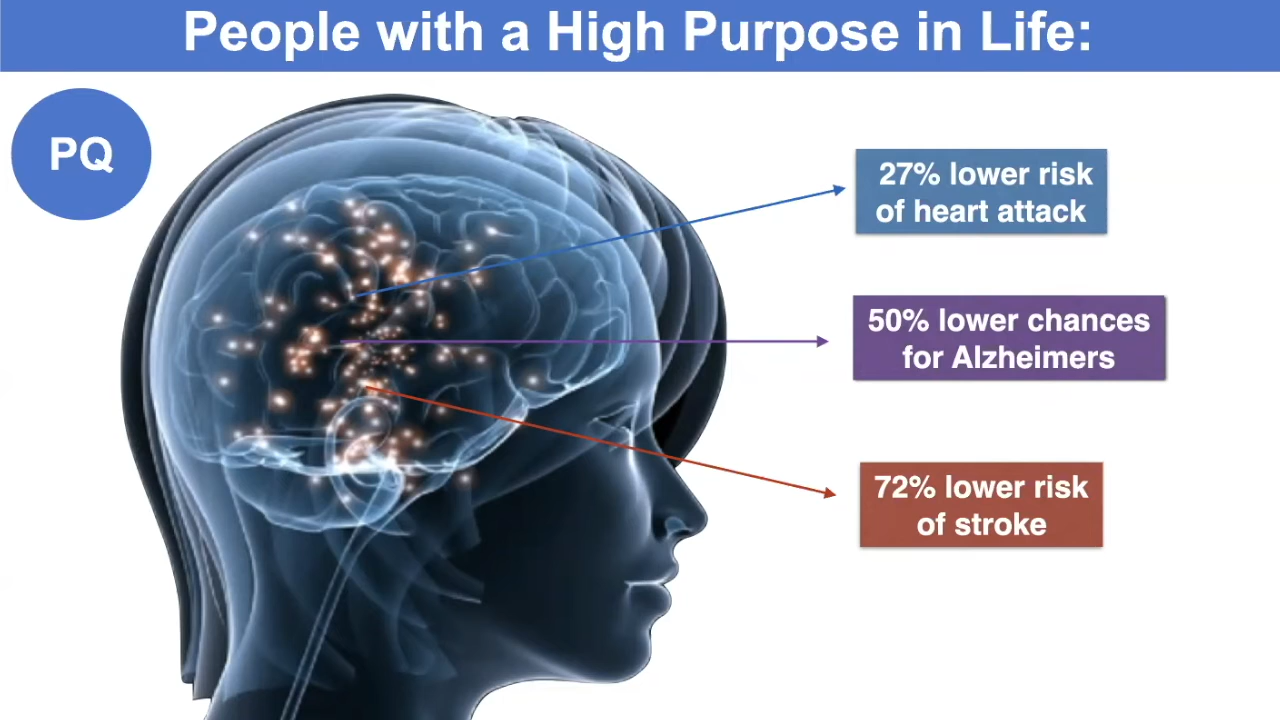 People with a High Purpose in Life:
PQ
27% lower risk
of heart attack
50% lower chances
for Alzheimers
72% lower risk
of stroke